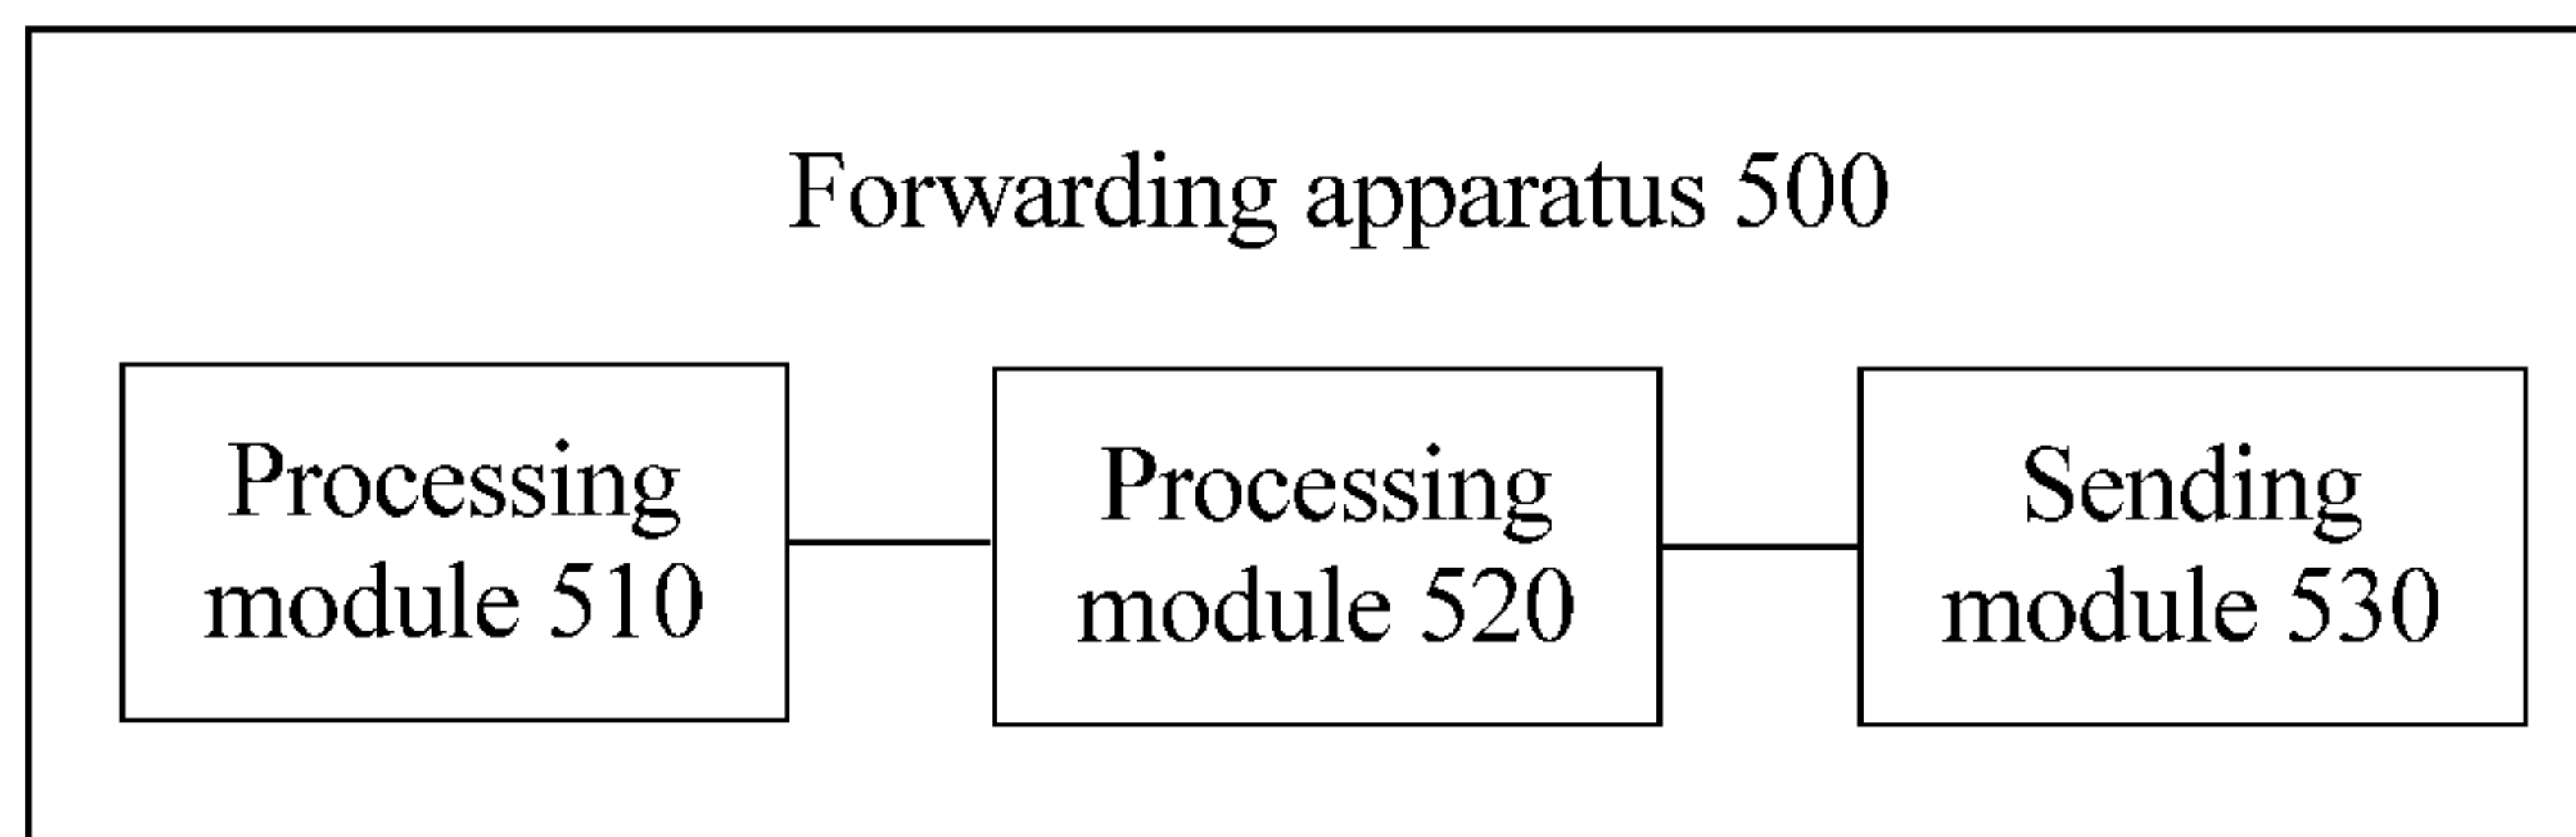 Forwarding apparatus 500
Processing
module 510
Processing
module 520
Sending
module 530